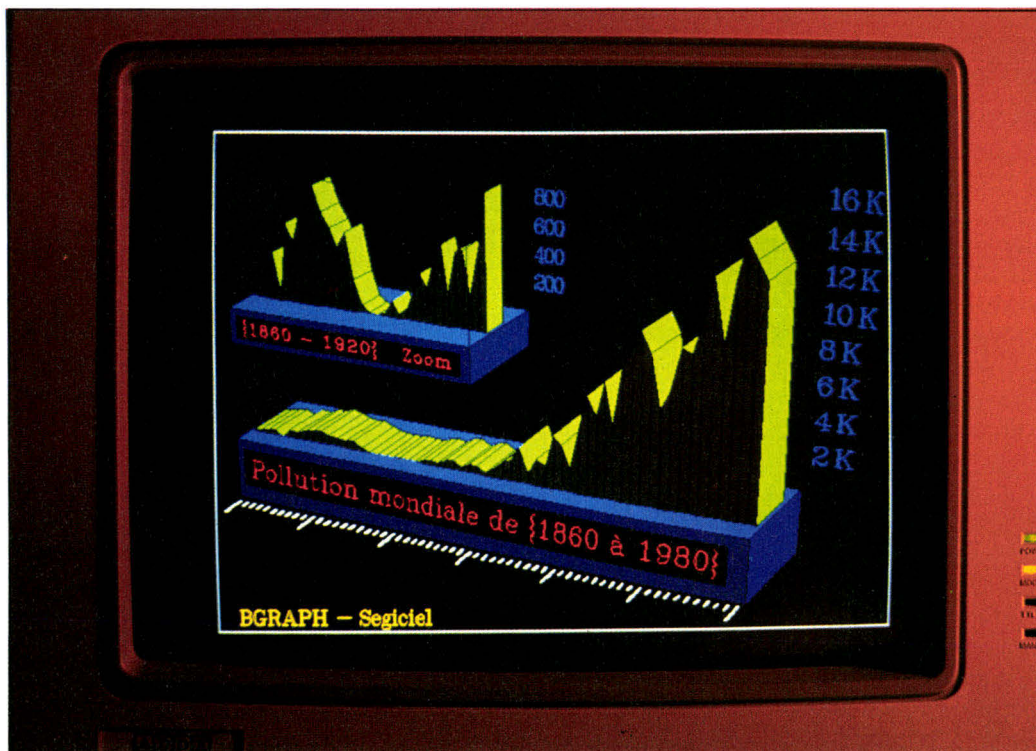 800
600
400
200
{1860 – 1920} Zoom
16K
14K
12K
10K
8K
6K
4K
2K
Pollution mondiale de {1860 à 1980}
BGRAPH – Segiciel